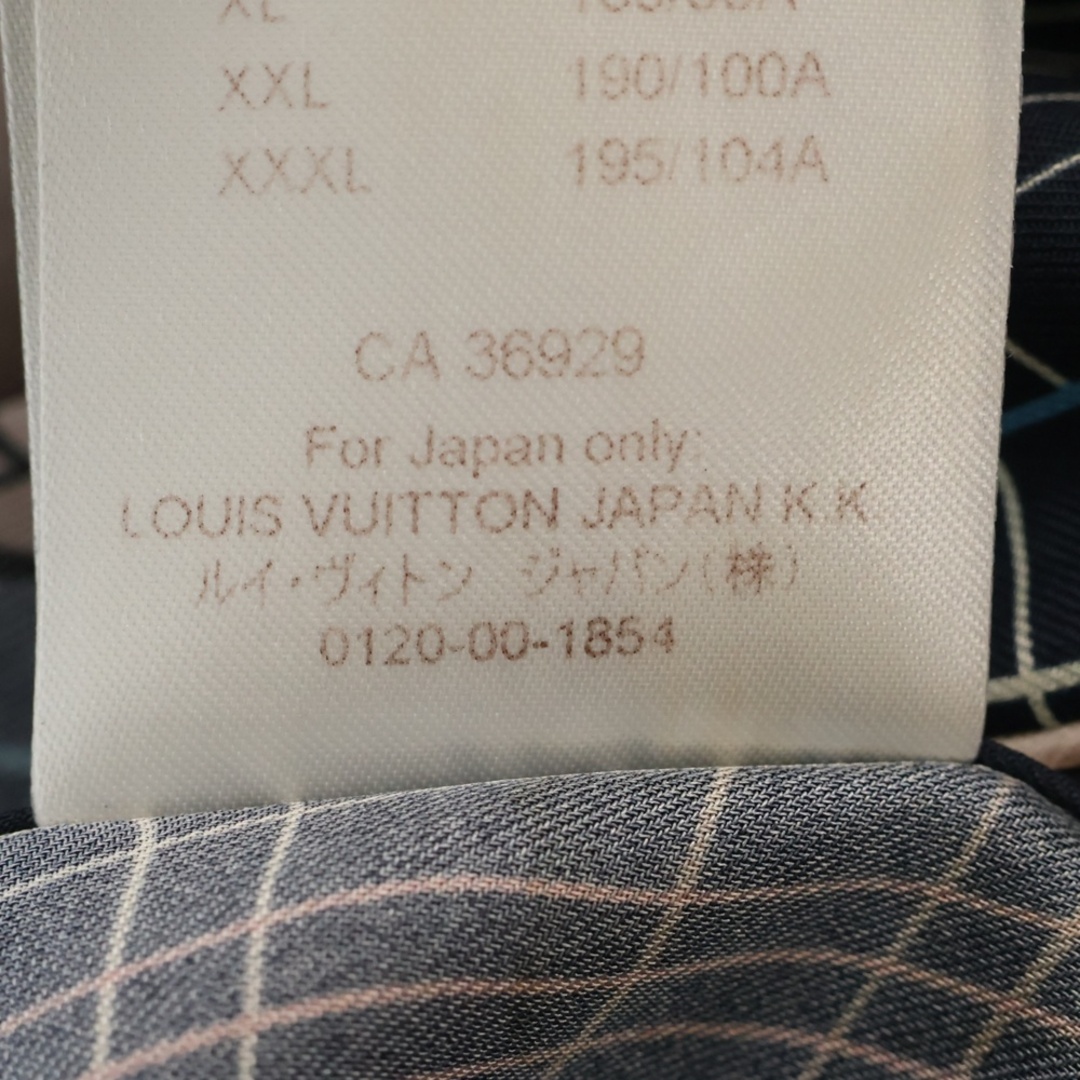 XL
XXL 190/100A
XXXL 195/104A
CA 36929
For Japan only:
LOUIS VUITTON JAPAN K.K
ルイ・ヴィトン ジャパン(株)
0120-00-1854